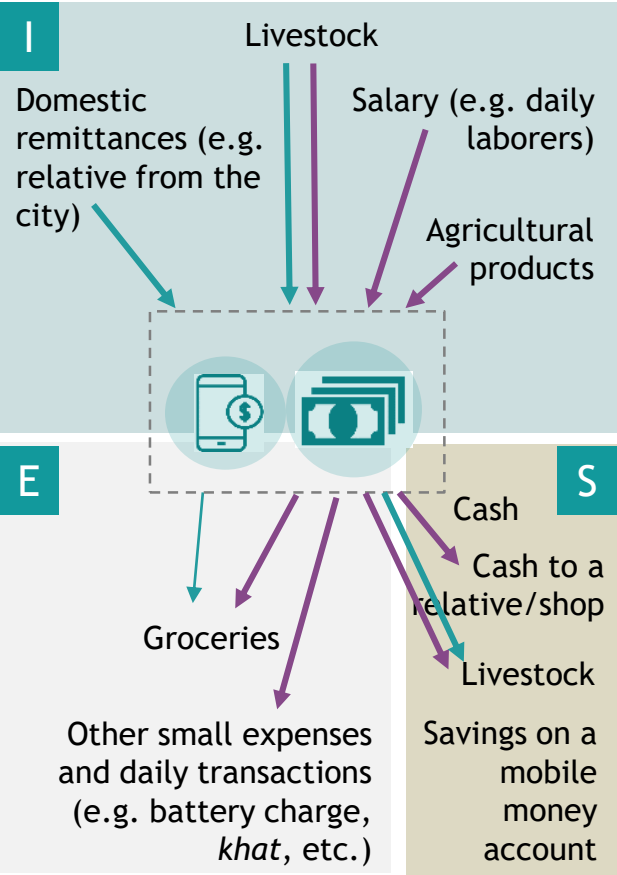 I
Livestock
Domestic
remittances (e.g.
relative from the
city)
Salary (e.g. daily
laborers)
Agricultural
products
$
E
Groceries
Other small expenses
and daily transactions
(e.g. battery charge,
khat, etc.)
S
Cash
Cash to a
relative/shop
Livestock
Savings on a
mobile
money
account